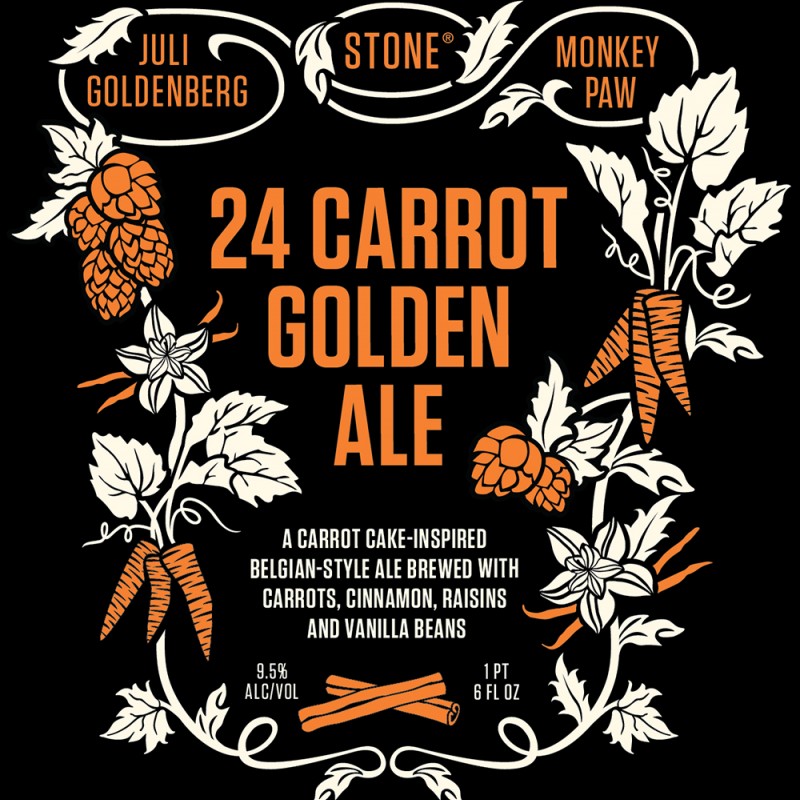 JULI
GOLDENBERG
STONE®
MONKEY
PAW
24 CARROT
GOLDEN
ALE
A CARROT CAKE-INSPIRED
BELGIAN-STYLE ALE BREWED WITH
CARROTS, CINNAMON, RAISINS
AND VANILLA BEANS
9.5%
ALC/VOL
1 PT
6 FL OZ